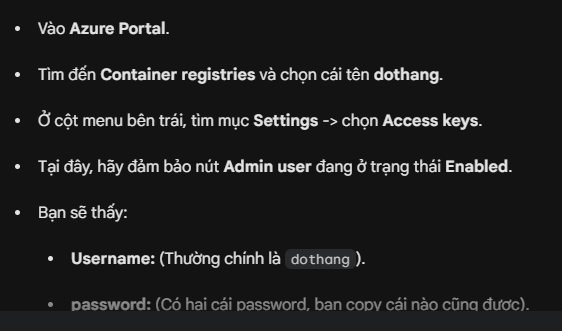 Vào Azure Portal.
Tìm đến Container registries và chọn cái tên dothang.
Ở cột menu bên trái, tìm mục Settings -> chọn Access keys.
Tại đây, hãy đảm bảo nút Admin user đang ở trạng thái Enabled.
Bạn sẽ thấy:
Username: (Thường chính là dothang).
password: (Có hai cái password, bạn copy cái nào cũng được).